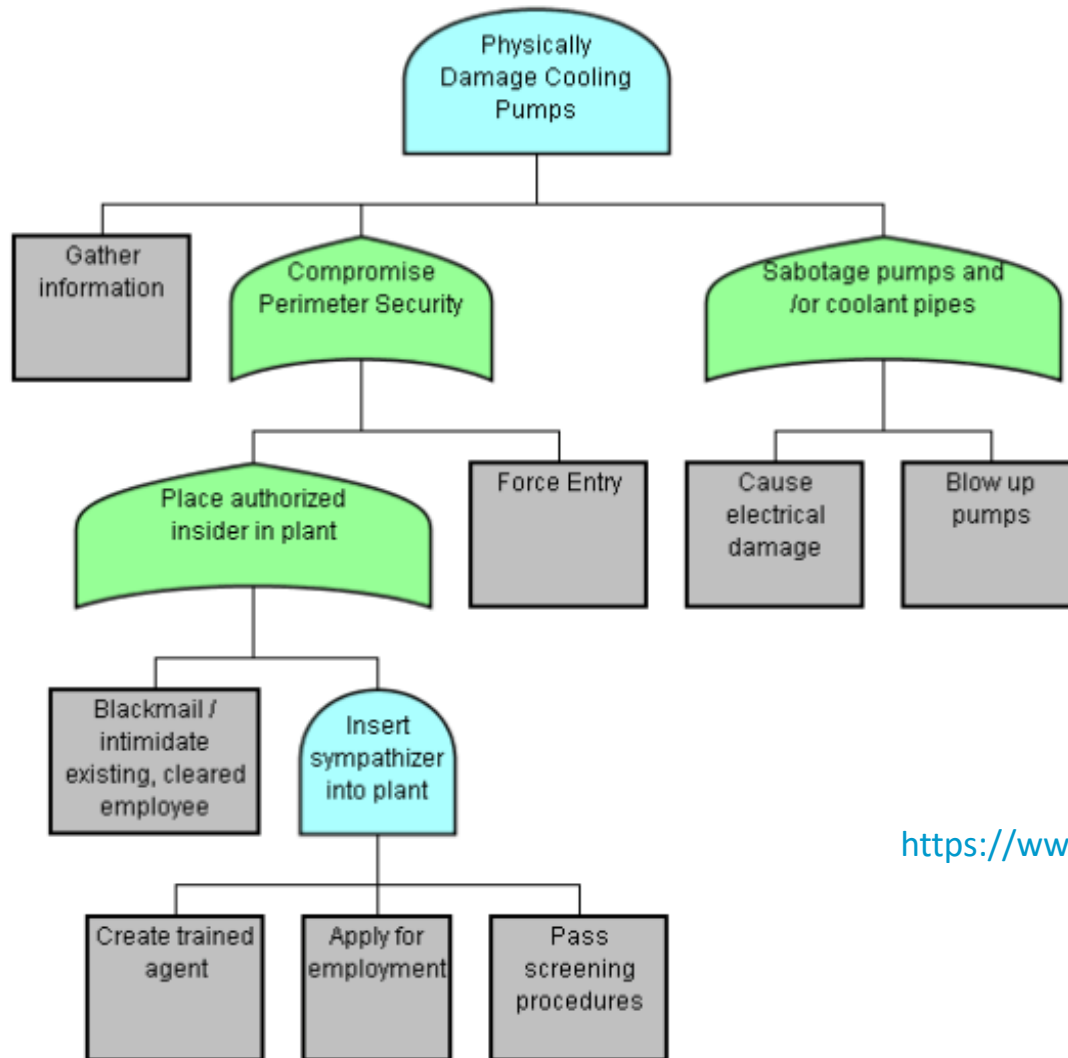 Physically
Damage Cooling
Pumps
Gather
information
Compromise
Perimeter Security
Sabotage pumps and
/or coolant pipes
Place authorized
insider in plant
Force Entry
Cause
electrical
damage
Blow up
pumps
Blackmail /
intimidate
existing, cleared
employee
Insert
sympathizer
into plant
https://ww
Create trained
agent
Apply for
employment
Pass
screening
procedures